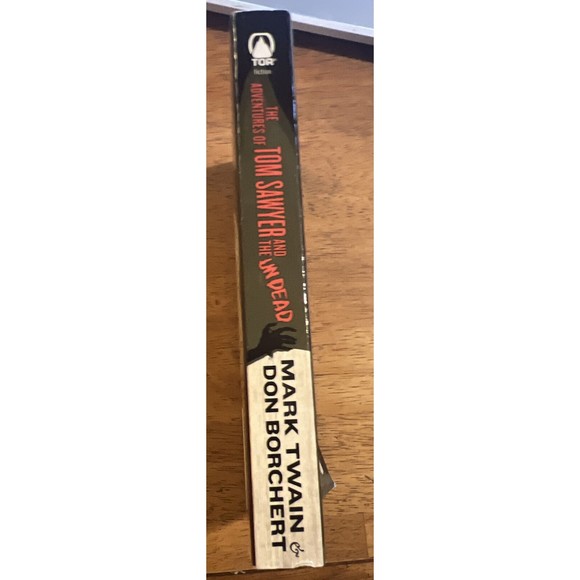 TOR
fiction
THE
ADVENTURES OF
TOM SAWYER
AND
THE
UNDEAD
MARK TWAIN &
DON BORCHERT